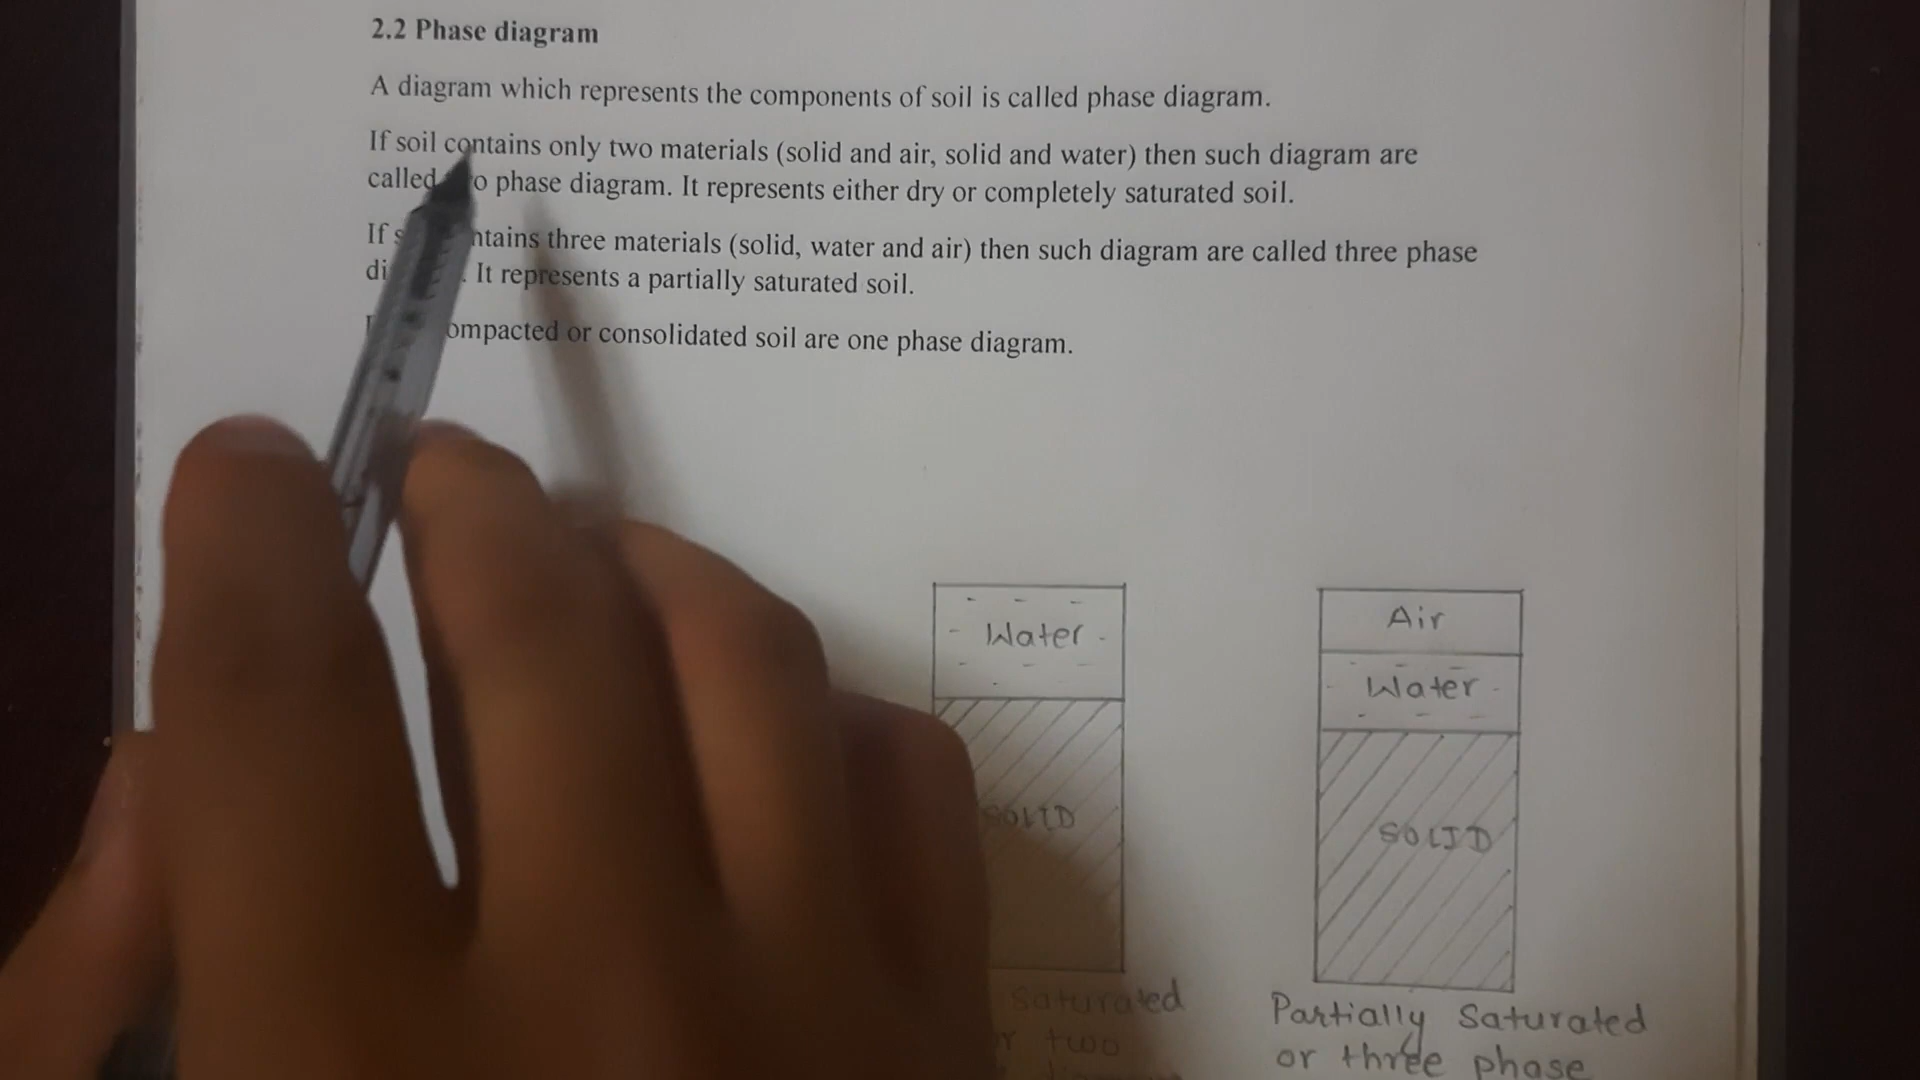 2.2 Phase diagram
A diagram which represents the components of soil is called phase diagram.
If soil contains only two materials (solid and air, solid and water) then such diagram are
called phase diagram. It represents either dry or completely saturated soil.
If contains three materials (solid, water and air) then such diagram are called three phase
It represents a partially saturated soil.
or consolidated soil are one phase diagram.
Water
SOLID
Saturated
two
Air
Water
SOLID
Partially Saturated
or three phase